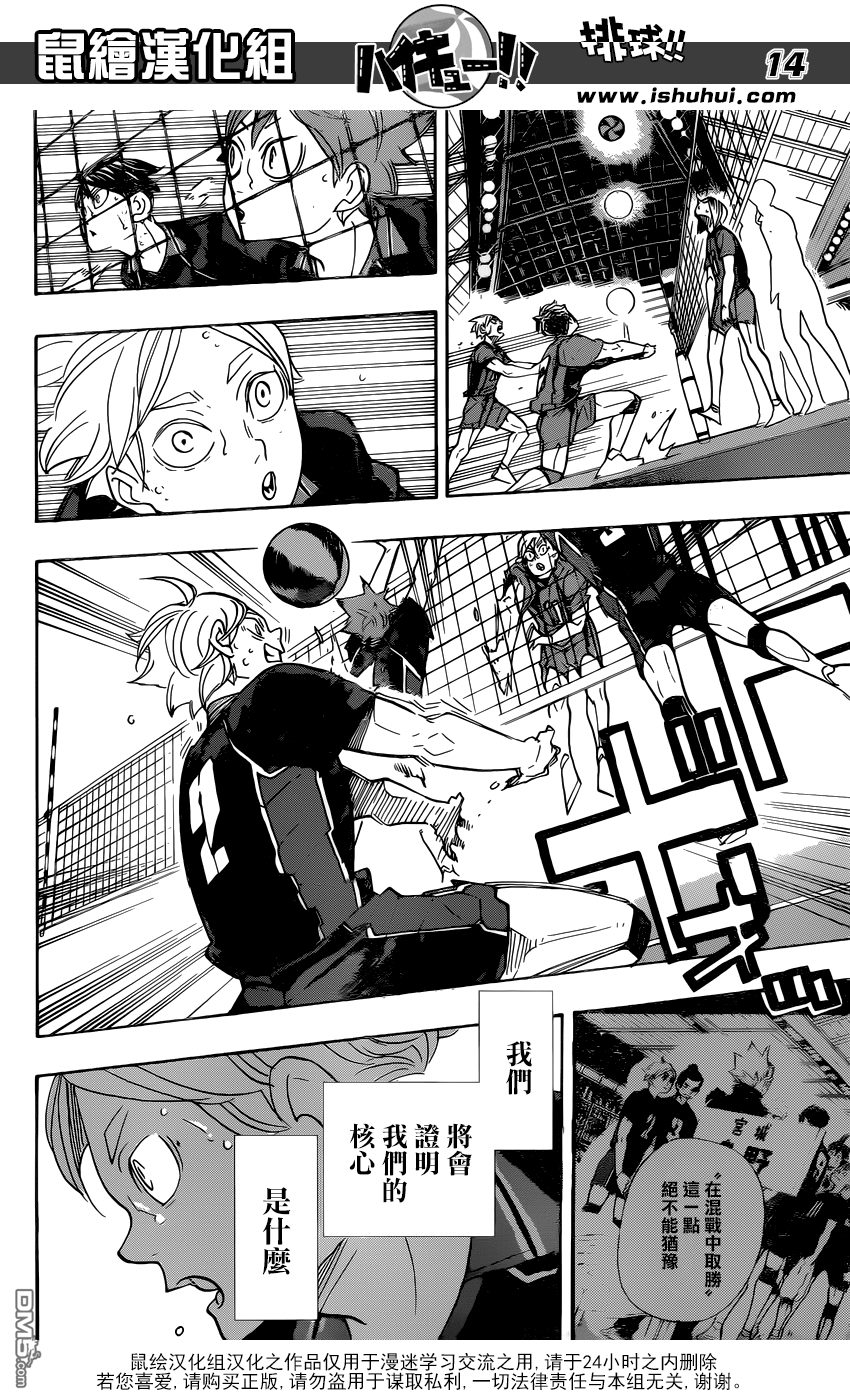 鼠繪漢化組
ハイキュー!!
排球!!
14
www.ishuhui.com
宮城
“在混戰中取勝”
這一點
絕不能猶豫
我們
將會
證明
我們的
核心
是什麼
DM5.com
鼠绘汉化组汉化之作品仅用于漫迷学习交流之用,请于24小时之内删除
若您喜爱,请购买正版,请勿盗用于谋取私利,一切法律责任与本组无关,谢谢。